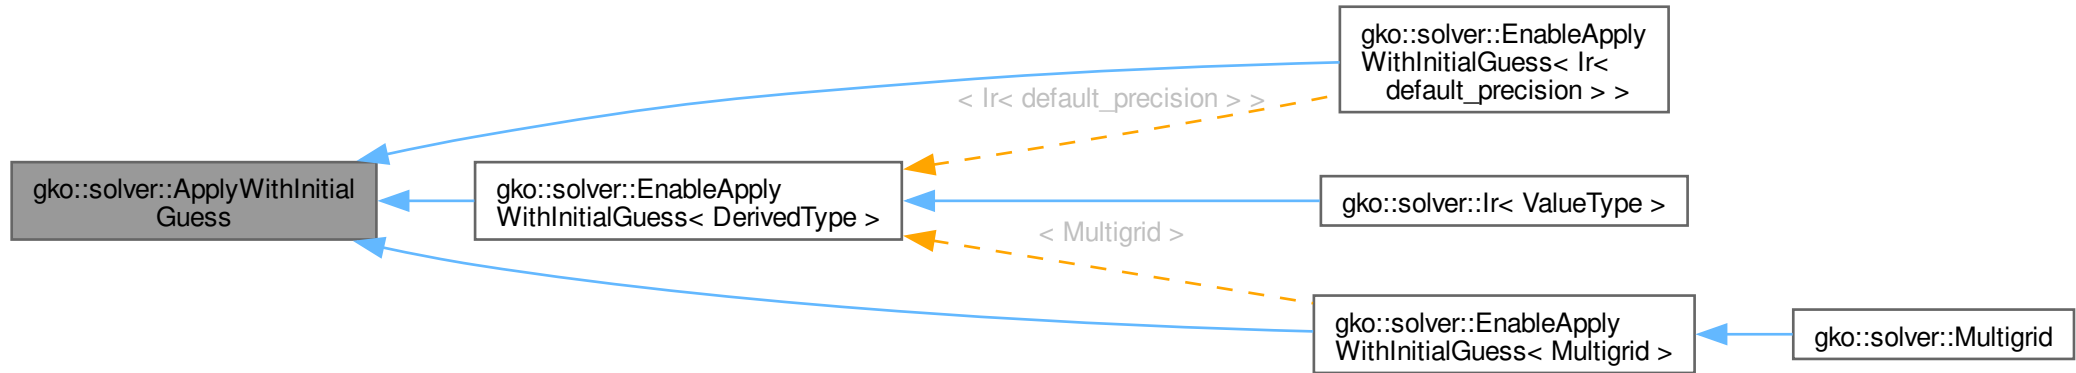 gko::solver::EnableApply
WithInitialGuess< Ir<
default_precision > >
< Ir< default_precision > >
gko::solver::ApplyWithInitial
Guess
gko::solver::EnableApply
WithInitialGuess< DerivedType >
gko::solver::Ir< ValueType >
< Multigrid >
gko::solver::EnableApply
WithInitialGuess< Multigrid >
gko::solver::Multigrid